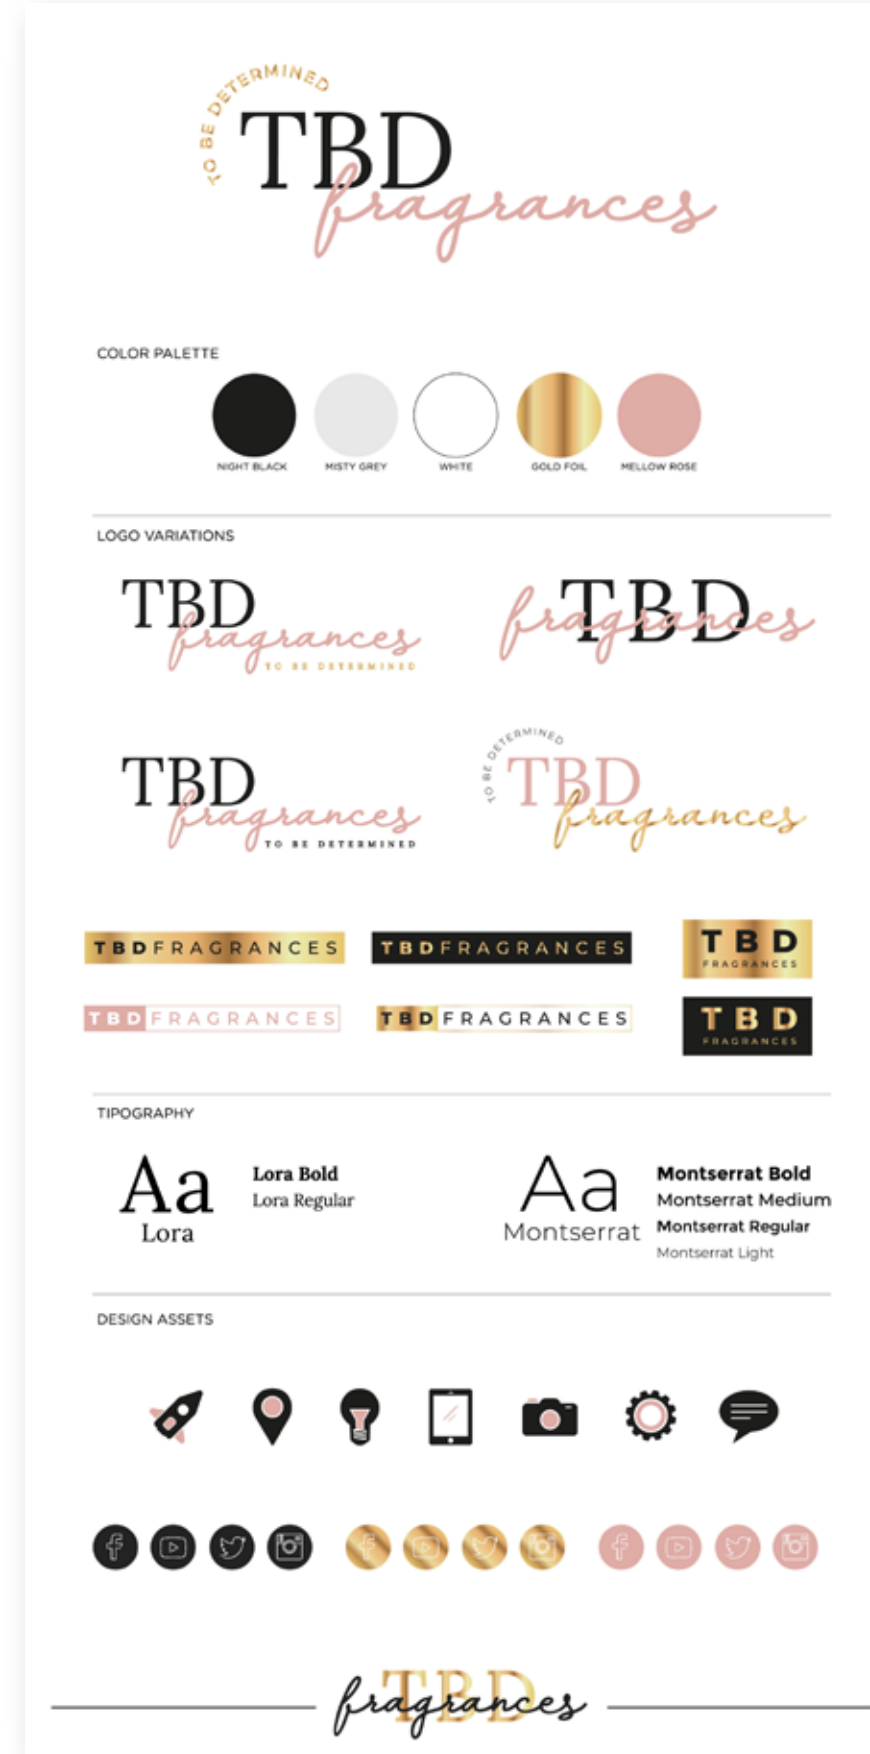 TO BE DETERMINED
TBD
fragrances
COLOR PALETTE
NIGHT BLACK
MISTY GREY
WHITE
GOLD FOIL
MELLOW ROSE
LOGO VARIATIONS
TBD
fragrances
TO BE DETERMINED
TBD
fragrances
TBD
fragrances
TO BE DETERMINED
TO BE DETERMINED
TBD
fragrances
TBDFRAGRANCES
TBDFRAGRANCES
TBD
FRAGRANCES
TBDFRAGRANCES
TBDFRAGRANCES
TBD
FRAGRANCES
TIPOGRAPHY
Aa
Lora
Lora Bold
Lora Regular
Aa
Montserrat
Montserrat Bold
Montserrat Medium
Montserrat Regular
Montserrat Light
DESIGN ASSETS
TBD
fragrances